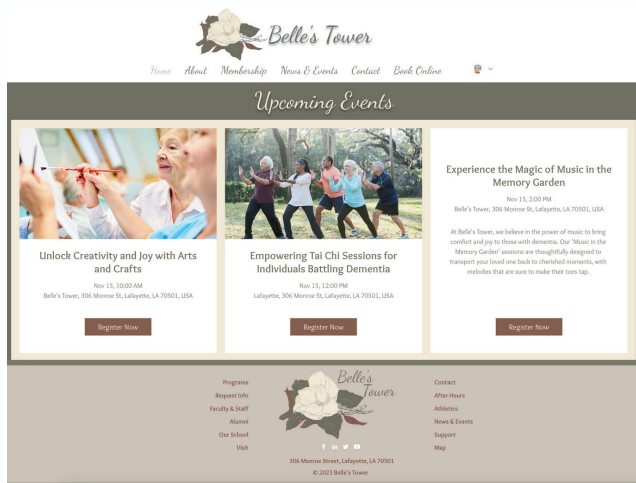 Belle's Tower
Home About Membership News & Events Contact Book Online
Upcoming Events
Unlock Creativity and Joy with Arts
and Crafts
Nov 15, 10:00 AM
Belle's Tower, 306 Monroe St, Lafayette, LA 70501, USA
Register Now
Empowering Tai Chi Sessions for
Individuals Battling Dementia
Nov 15, 12:00 PM
Lafayette, 306 Monroe St, Lafayette, LA 70501, USA
Register Now
Experience the Magic of Music in the
Memory Garden
Nov 15, 2:00 PM
Belle's Tower, 306 Monroe St, Lafayette, LA 70501, USA
At Belle's Tower, we believe in the power of music to bring
comfort and joy to those with dementia. Our 'Music in the
Memory Garden' sessions are thoughtfully designed to
transport your loved one back to cherished moments, with
melodies that are sure to make their toes tap.
Register Now
Programs
Request Info
Faculty & Staff
Alumni
Our School
Visit
Belle's
Tower
306 Monroe Street, Lafayette, LA 70501
© 2023 Belle's Tower
Contact
After Hours
Athletics
News & Events
Support
Map